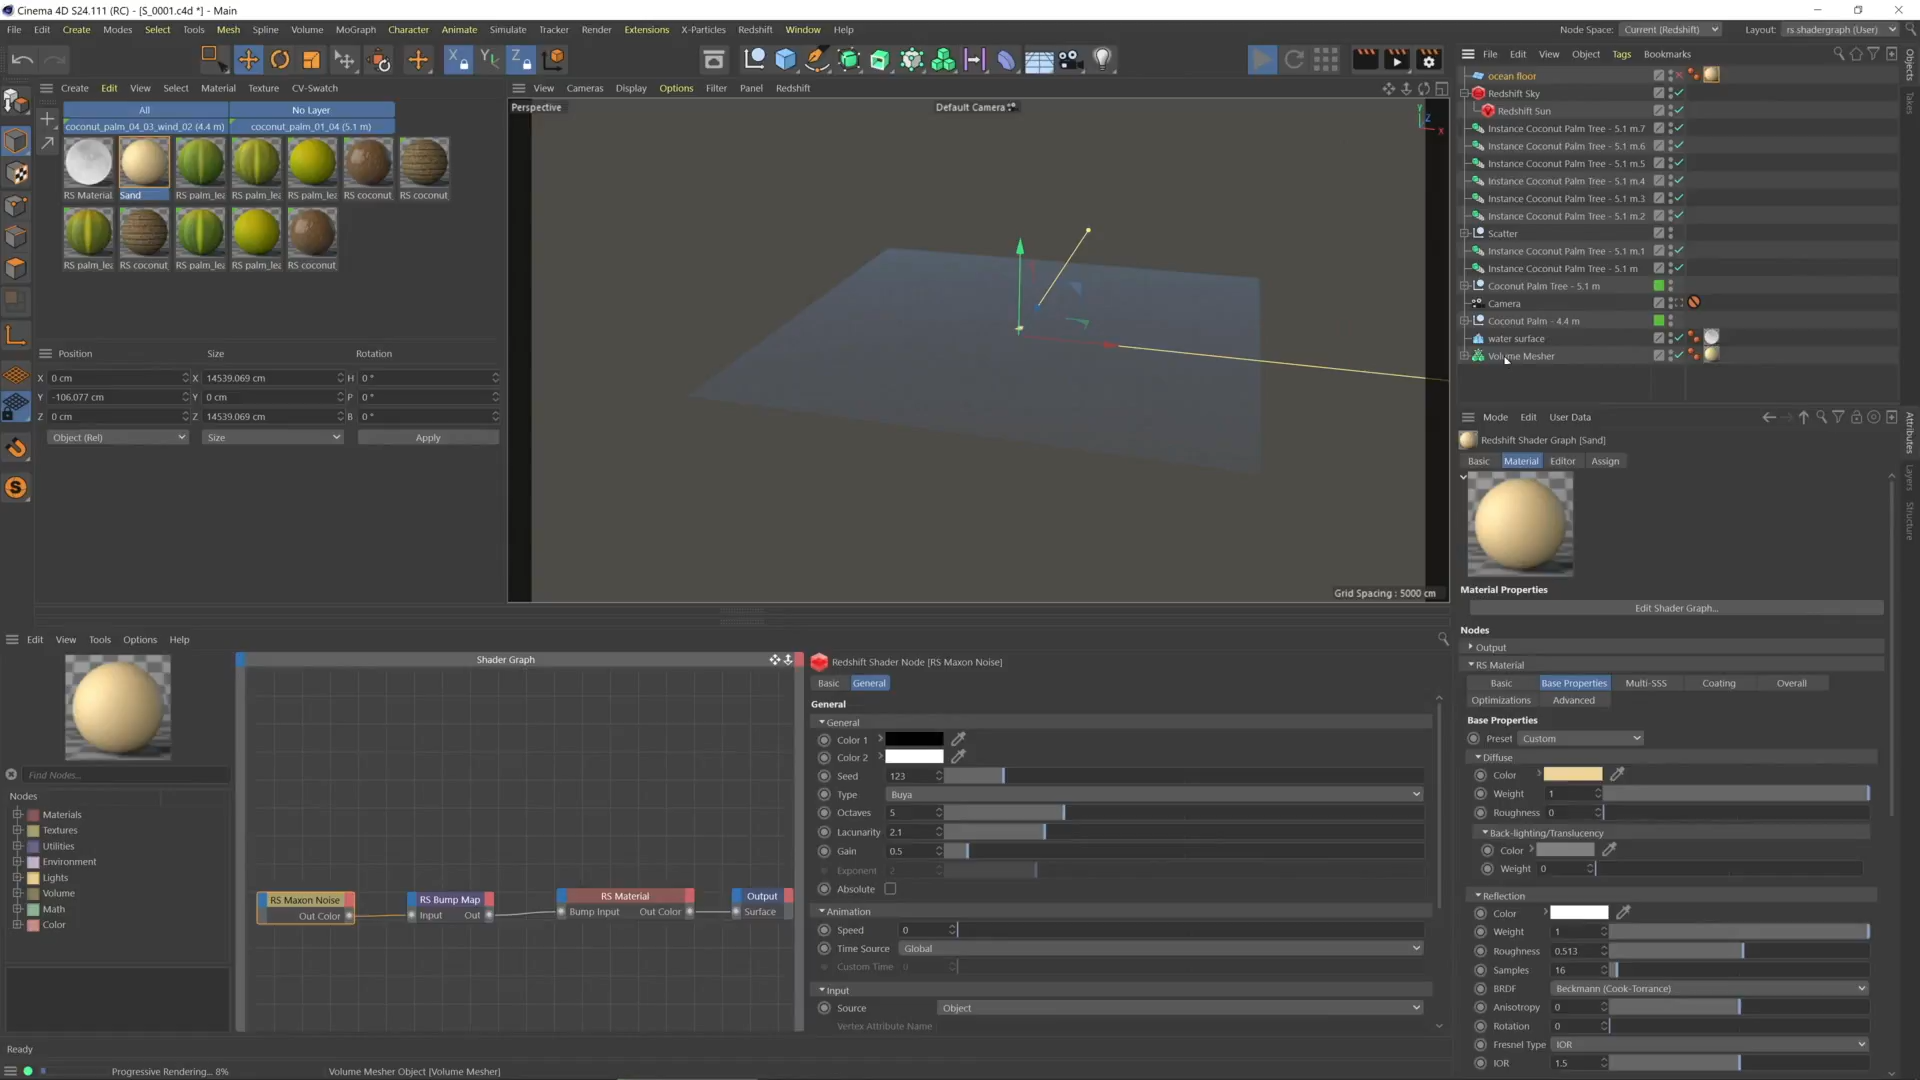 Cinema 4D S24.111 (RC) - [S_0001.c4d *] - Main
File Edit Create Modes Select Tools Mesh Spline Volume MoGraph Character Animate Simulate Tracker Render Extensions X-Particles Redshift Window Help
Node Space: Current (Redshift) Layout: rs shadergraph (User)
File Edit View Object Tags Bookmarks
Create Edit View Select Material Texture CV-Swatch
All No Layer
coconut_palm_04_03_wind_02 (4.4 m) coconut_palm_01_04 (5.1 m)
RS Material Sand RS palm_lea RS palm_lea RS palm_lea RS coconut RS coconut
RS palm_lea RS coconut RS palm_lea RS palm_lea RS coconut
Position Size Rotation
X 0 cm X 14539.069 cm H 0 °
Y -106.077 cm Y 0 cm P 0 °
Z 0 cm Z 14539.069 cm B 0 °
Object (Rel) Size Apply
View Cameras Display Options Filter Panel Redshift
Perspective Default Camera
Y Z X
Grid Spacing : 5000 cm
ocean floor
Redshift Sky
Redshift Sun
Instance Coconut Palm Tree - 5.1 m.7
Instance Coconut Palm Tree - 5.1 m.6
Instance Coconut Palm Tree - 5.1 m.5
Instance Coconut Palm Tree - 5.1 m.4
Instance Coconut Palm Tree - 5.1 m.3
Instance Coconut Palm Tree - 5.1 m.2
Scatter
Instance Coconut Palm Tree - 5.1 m.1
Instance Coconut Palm Tree - 5.1 m
Coconut Palm Tree - 5.1 m
Camera
Coconut Palm - 4.4 m
water surface
Volume Mesher
Objects
Takes
Mode Edit User Data
Attributes
Layers
Structure
Redshift Shader Graph [Sand]
Basic Material Editor Assign
Material Properties
Edit Shader Graph...
Nodes
Output
RS Material
Basic Base Properties Multi-SSS Coating Overall
Optimizations Advanced
Base Properties
Preset Custom
Diffuse
Color
Weight 1
Roughness 0
Back-lighting/Translucency
Color
Weight 0
Reflection
Color
Weight 1
Roughness 0.513
Samples 16
BRDF Beckmann (Cook-Torrance)
Anisotropy 0
Rotation 0
Fresnel Type IOR
IOR 1.5
Edit View Tools Options Help
Find Nodes...
Nodes
Materials
Textures
Utilities
Environment
Lights
Volume
Math
Color
Shader Graph
RS Maxon Noise
Out Color
RS Bump Map
Input Out
RS Material
Bump Input Out Color
Output
Surface
Redshift Shader Node [RS Maxon Noise]
Basic General
General
General
Color 1
Color 2
Seed 123
Type Buya
Octaves 5
Lacunarity 2.1
Gain 0.5
Exponent 2
Absolute
Animation
Speed 0
Time Source Global
Custom Time 0
Input
Source Object
Vertex Attribute Name
Ready
Progressive Rendering... 8% Volume Mesher Object [Volume Mesher]